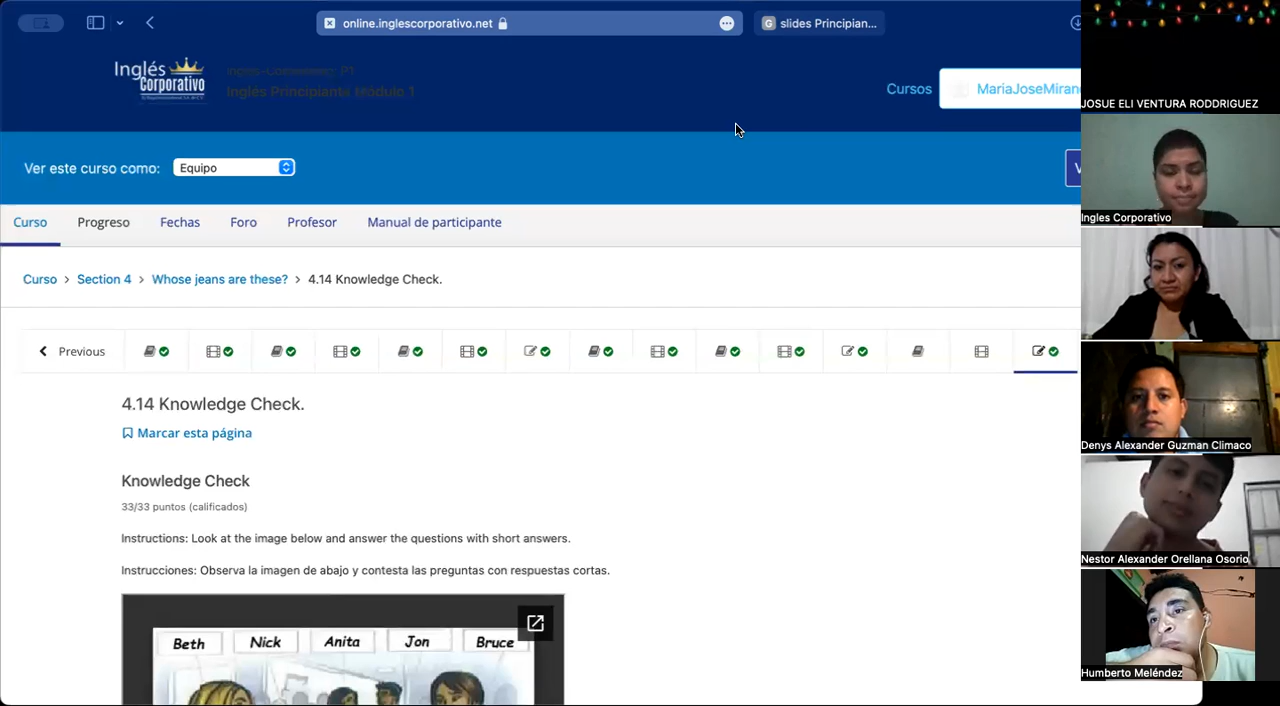 online.inglescorporativo.net
slides Principian...
Inglés
Corporativo
Inglés Principiante Módulo 1
Cursos
MariaJoseMiran
Ver este curso como:
Equipo
V
Curso
Progreso
Fechas
Foro
Profesor
Manual de participante
Curso > Section 4 > Whose jeans are these? > 4.14 Knowledge Check.
Previous
4.14 Knowledge Check.
Marcar esta página
Knowledge Check
33/33 puntos (calificados)
Instructions: Look at the image below and answer the questions with short answers.
Instrucciones: Observa la imagen de abajo y contesta las preguntas con respuestas cortas.
Beth
Nick
Anita
Jon
Bruce
JOSUE ELI VENTURA RODDRIGUEZ
Ingles Corporativo
Denys Alexander Guzman Climaco
Nestor Alexander Orellana Osorio
Humberto Meléndez